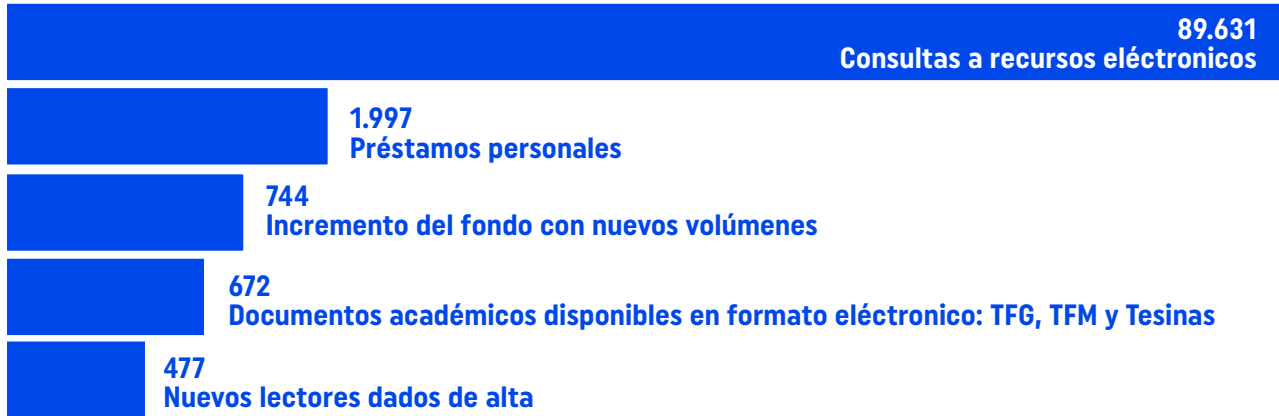 89.631
Consultas a recursos eléctronicos
1.997
Préstamos personales
744
Incremento del fondo con nuevos volúmenes
672
Documentos académicos disponibles en formato eléctronico: TFG, TFM y Tesinas
477
Nuevos lectores dados de alta